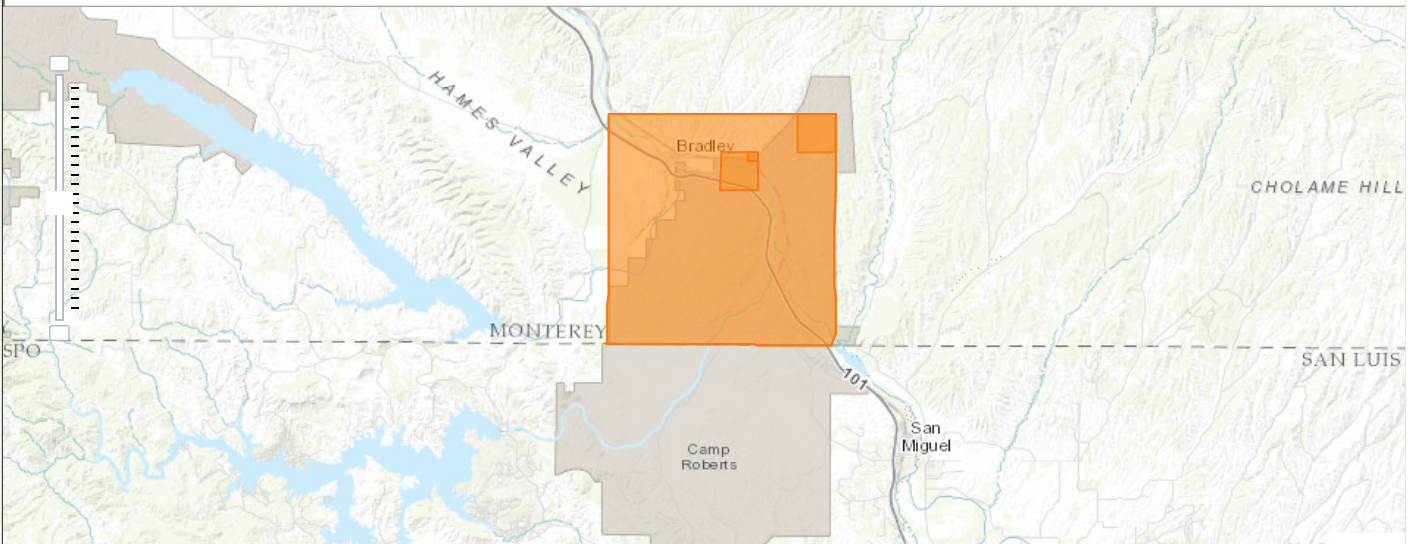 HAMES VALLEY
Bradley
CHOLAME HILL
MONTEREY
SPO
SAN LUIS
101
San
Miguel
Camp
Roberts